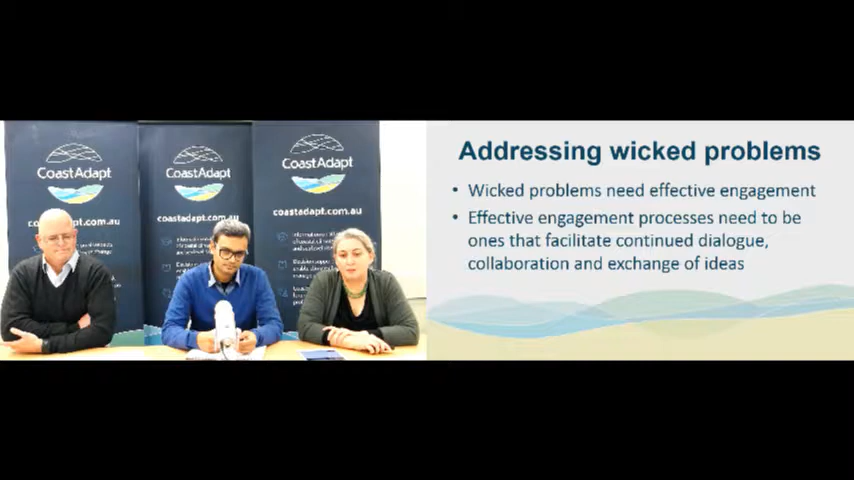 CoastAdapt
coastadapt.com.au
CoastAdapt
coastadapt.com.au
CoastAdapt
coastadapt.com.au
Addressing wicked problems
• Wicked problems need effective engagement
• Effective engagement processes need to be
ones that facilitate continued dialogue,
collaboration and exchange of ideas